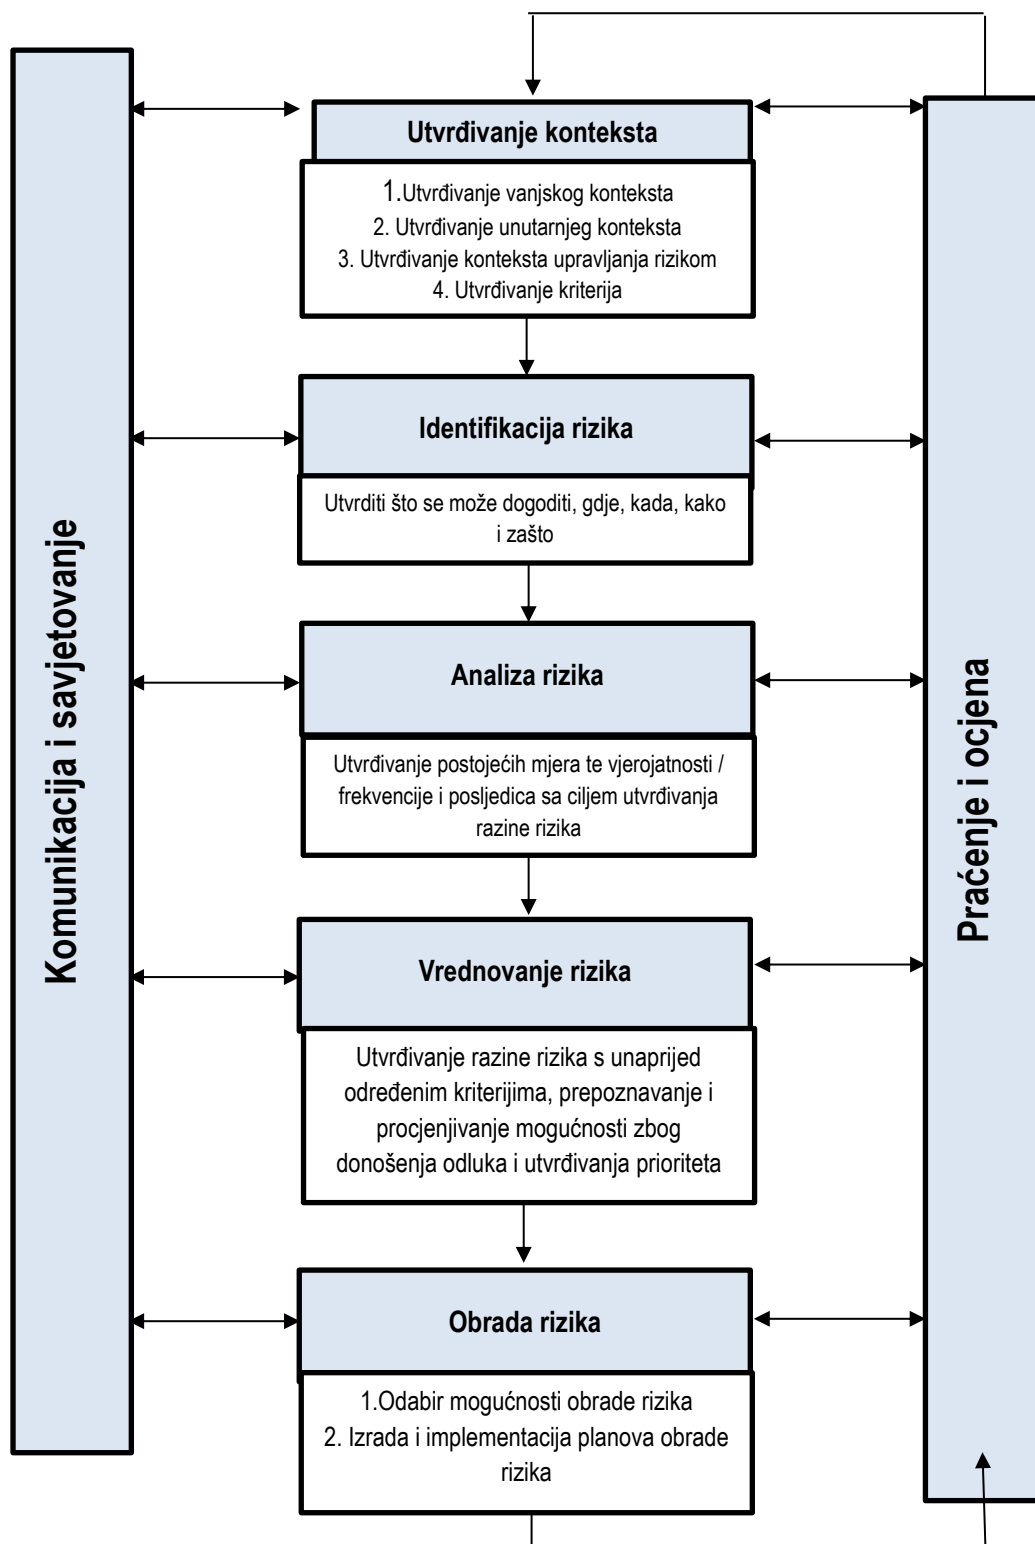 Komunikacija i savjetovanje
Utvrđivanje konteksta
1.Utvrđivanje vanjskog konteksta
2. Utvrđivanje unutarnjeg konteksta
3. Utvrđivanje konteksta upravljanja rizikom
4. Utvrđivanje kriterija
Identifikacija rizika
Utvrditi što se može dogoditi, gdje, kada, kako
i zašto
Analiza rizika
Utvrđivanje postojećih mjera te vjerojatnosti /
frekvencije i posljedica sa ciljem utvrđivanja
razine rizika
Vrednovanje rizika
Utvrđivanje razine rizika s unaprijed
određenim kriterijima, prepoznavanje i
procjenjivanje mogućnosti zbog
donošenja odluka i utvrđivanja prioriteta
Obrada rizika
1.Odabir mogućnosti obrade rizika
2. Izrada i implementacija planova obrade
rizika
Praćenje i ocjena